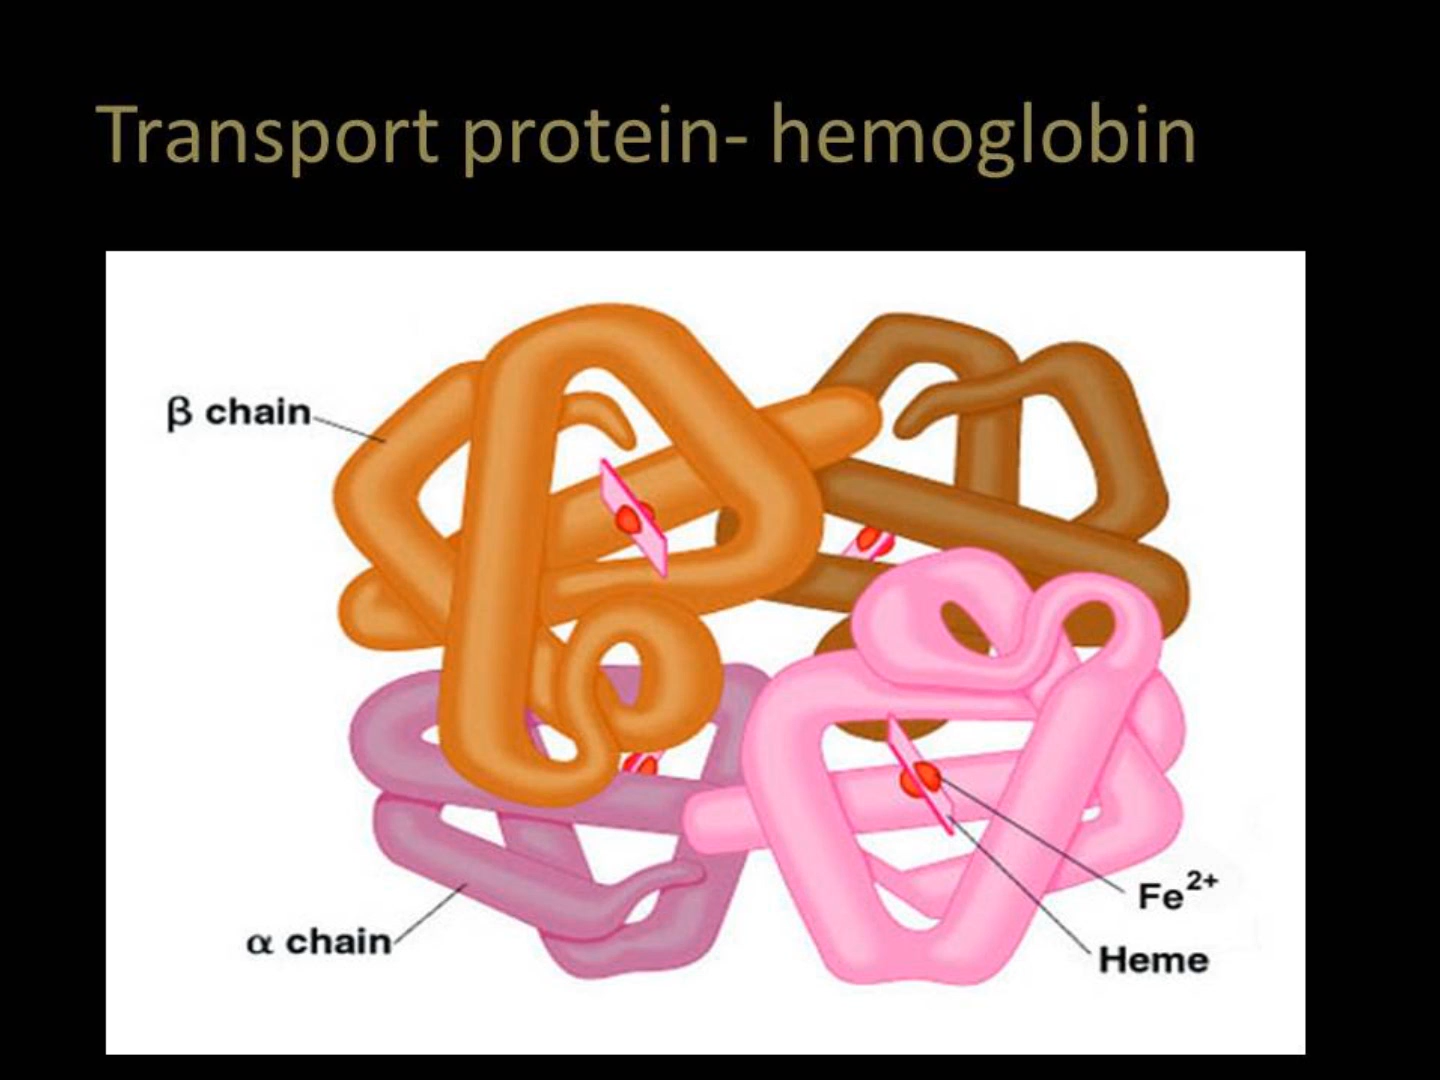 Transport protein- hemoglobin
β chain
α chain
Fe²⁺
Heme